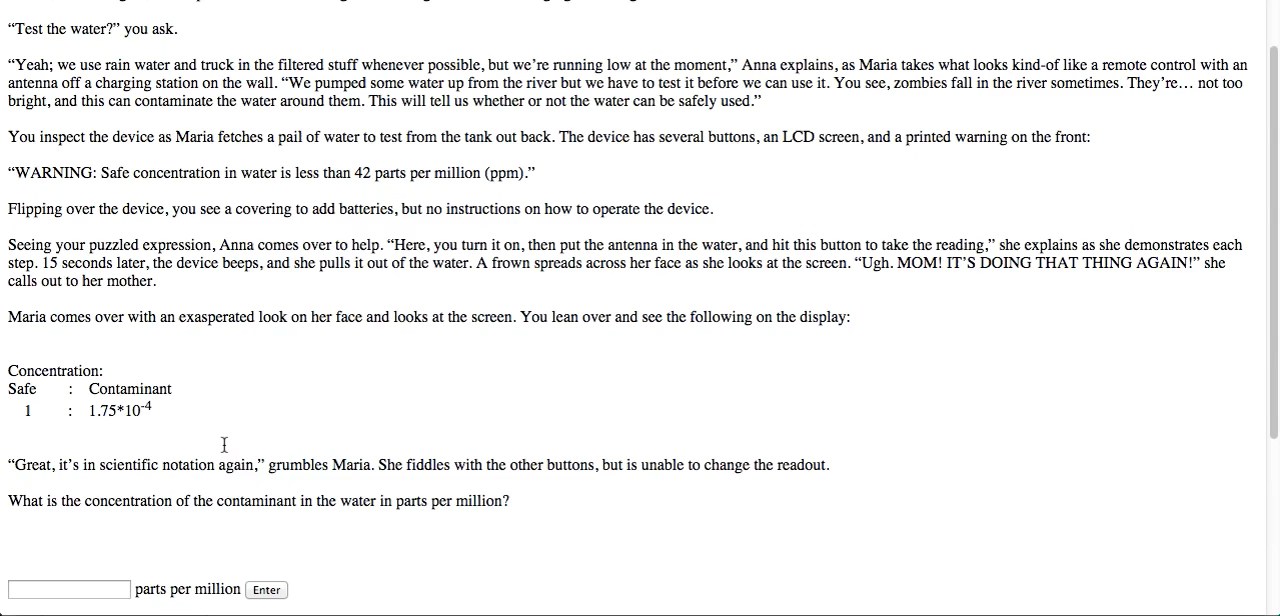 “Test the water?” you ask.
“Yeah; we use rain water and truck in the filtered stuff whenever possible, but we’re running low at the moment,” Anna explains, as Maria takes what looks kind-of like a remote control with an
antenna off a charging station on the wall. “We pumped some water up from the river but we have to test it before we can use it. You see, zombies fall in the river sometimes. They’re… not too
bright, and this can contaminate the water around them. This will tell us whether or not the water can be safely used.”
You inspect the device as Maria fetches a pail of water to test from the tank out back. The device has several buttons, an LCD screen, and a printed warning on the front:
“WARNING: Safe concentration in water is less than 42 parts per million (ppm).”
Flipping over the device, you see a covering to add batteries, but no instructions on how to operate the device.
Seeing your puzzled expression, Anna comes over to help. “Here, you turn it on, then put the antenna in the water, and hit this button to take the reading,” she explains as she demonstrates each
step. 15 seconds later, the device beeps, and she pulls it out of the water. A frown spreads across her face as she looks at the screen. “Ugh. MOM! IT’S DOING THAT THING AGAIN!” she
calls out to her mother.
Maria comes over with an exasperated look on her face and looks at the screen. You lean over and see the following on the display:
Concentration:
Safe : Contaminant
1 : 1.75*10⁻⁴
“Great, it’s in scientific notation again,” grumbles Maria. She fiddles with the other buttons, but is unable to change the readout.
What is the concentration of the contaminant in the water in parts per million?
parts per million Enter